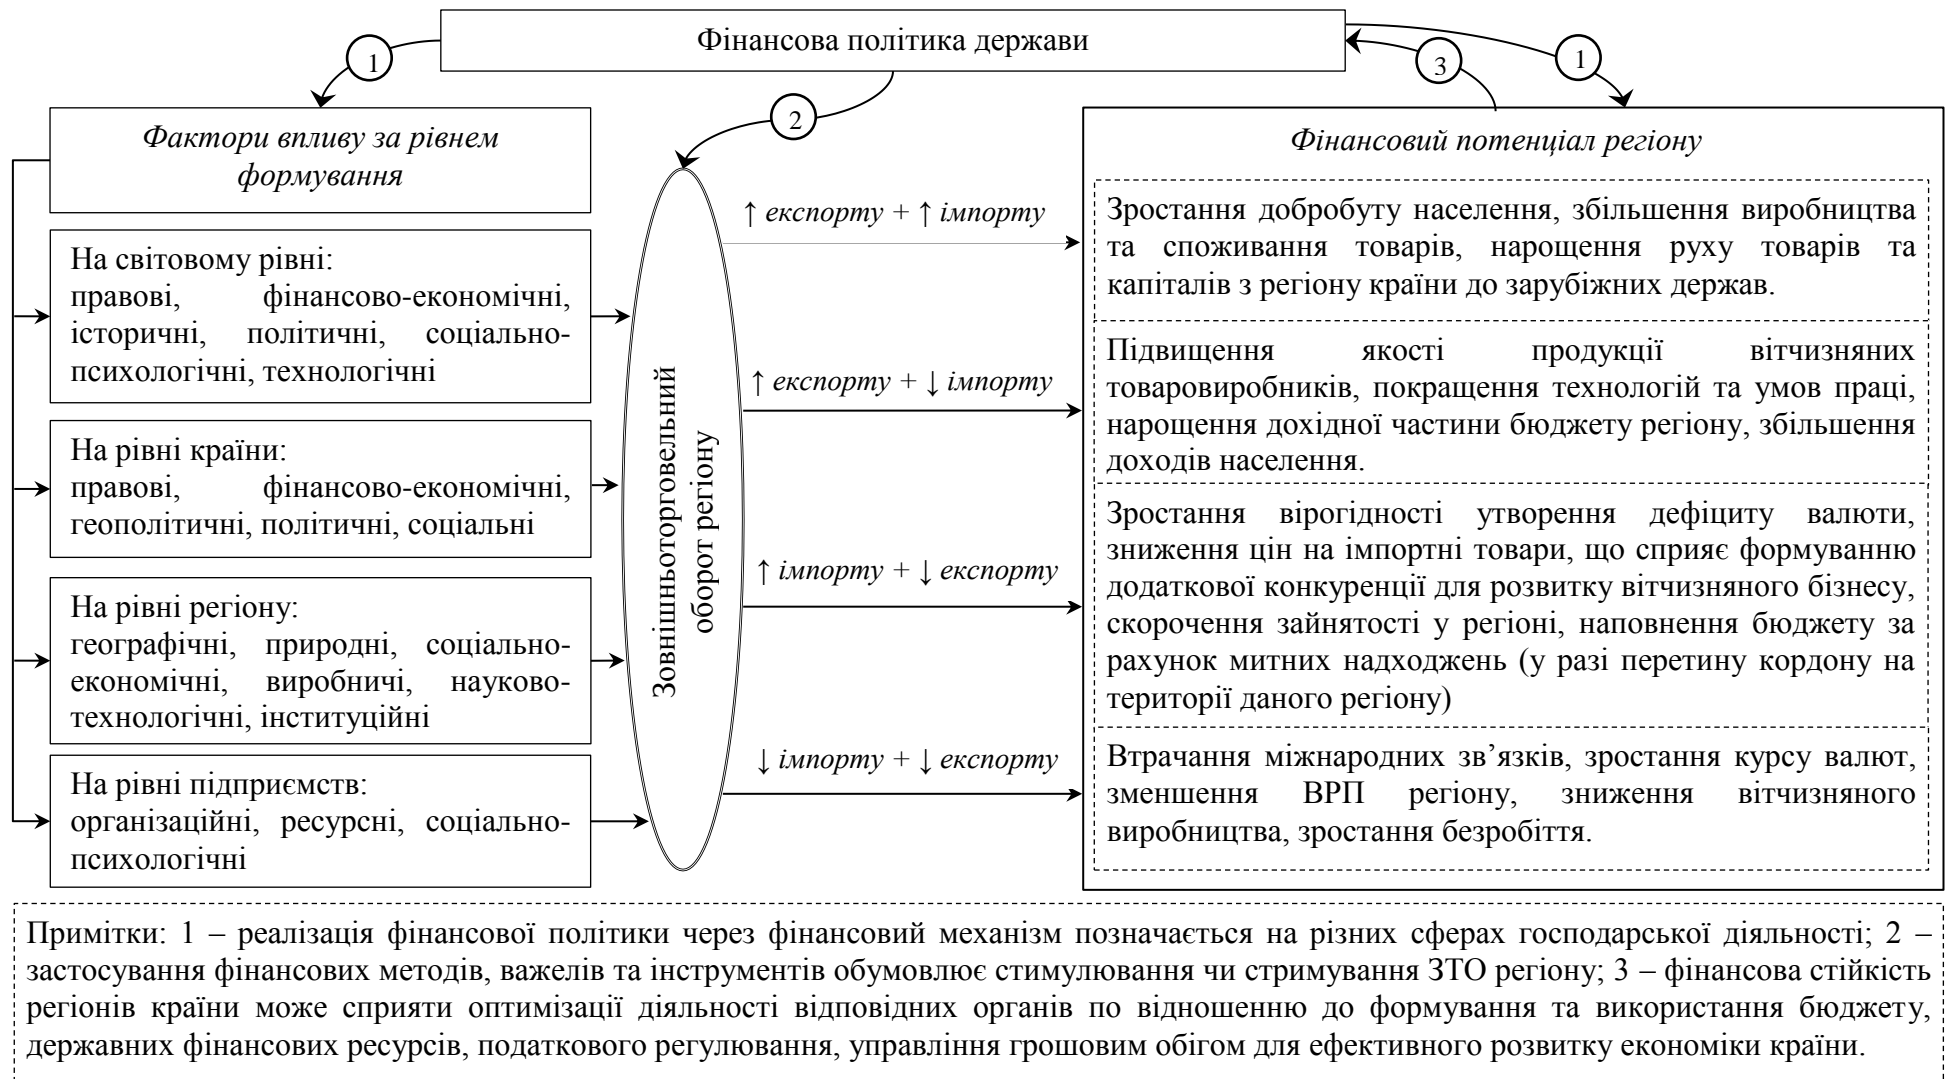 Фінансова політика держави
1
2
3
1
Фактори впливу за рівнем
формування
На світовому рівні:
правові, фінансово-економічні,
історичні, політичні, соціально-
психологічні, технологічні
На рівні країни:
правові, фінансово-економічні,
геополітичні, політичні, соціальні
На рівні регіону:
географічні, природні, соціально-
економічні, виробничі, науково-
технологічні, інституційні
На рівні підприємств:
організаційні, ресурсні, соціально-
психологічні
Зовнішньоторговельний
оборот регіону
↑ експорту + ↑ імпорту
↑ експорту + ↓ імпорту
↑ імпорту + ↓ експорту
↓ імпорту + ↓ експорту
Фінансовий потенціал регіону
Зростання добробуту населення, збільшення виробництва
та споживання товарів, нарощення руху товарів та
капіталів з регіону країни до зарубіжних держав.
Підвищення якості продукції вітчизняних
товаровиробників, покращення технологій та умов праці,
нарощення дохідної частини бюджету регіону, збільшення
доходів населення.
Зростання вірогідності утворення дефіциту валюти,
зниження цін на імпортні товари, що сприяє формуванню
додаткової конкуренції для розвитку вітчизняного бізнесу,
скорочення зайнятості у регіоні, наповнення бюджету за
рахунок митних надходжень (у разі перетину кордону на
території даного регіону)
Втрачання міжнародних зв’язків, зростання курсу валют,
зменшення ВРП регіону, зниження вітчизняного
виробництва, зростання безробіття.
Примітки: 1 – реалізація фінансової політики через фінансовий механізм позначається на різних сферах господарської діяльності; 2 –
застосування фінансових методів, важелів та інструментів обумовлює стимулювання чи стримування ЗТО регіону; 3 – фінансова стійкість
регіонів країни може сприяти оптимізації діяльності відповідних органів по відношенню до формування та використання бюджету,
державних фінансових ресурсів, податкового регулювання, управління грошовим обігом для ефективного розвитку економіки країни.